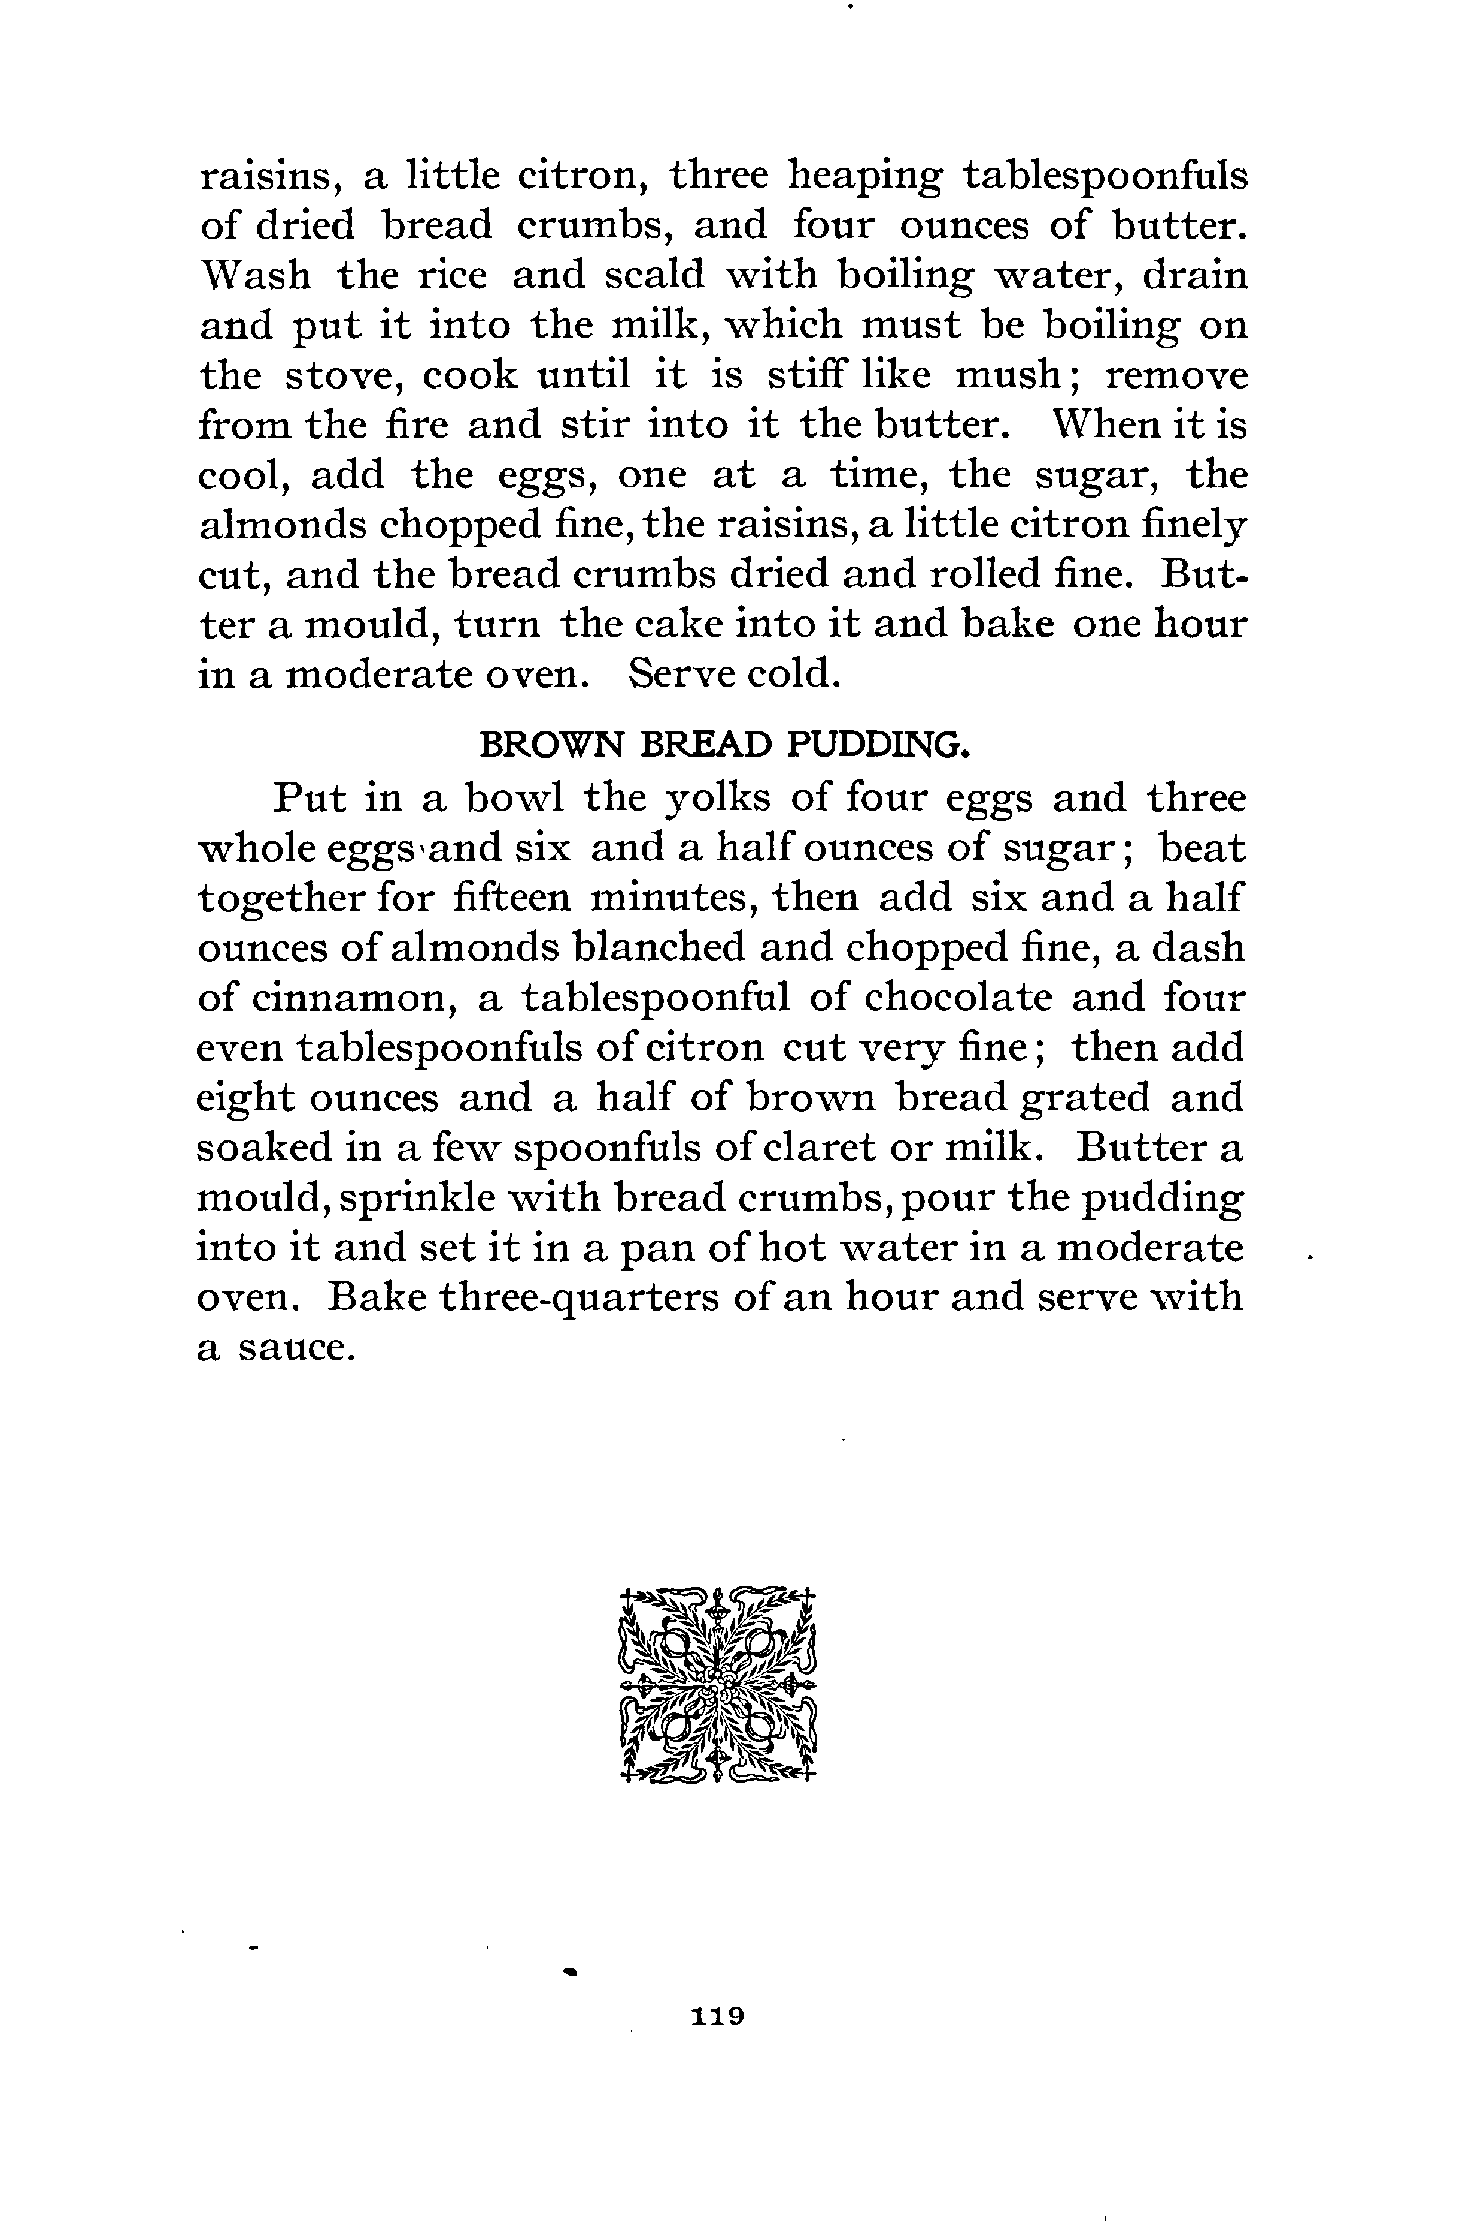 raisins, a little citron, three heaping tablespoonfuls
of dried bread crumbs, and four ounces of butter.
Wash the rice and scald with boiling water, drain
and put it into the milk, which must be boiling on
the stove, cook until it is stiff like mush; remove
from the fire and stir into it the butter. When it is
cool, add the eggs, one at a time, the sugar, the
almonds chopped fine, the raisins, a little citron finely
cut, and the bread crumbs dried and rolled fine. But-
ter a mould, turn the cake into it and bake one hour
in a moderate oven. Serve cold.
BROWN BREAD PUDDING.
Put in a bowl the yolks of four eggs and three
whole eggs and six and a half ounces of sugar; beat
together for fifteen minutes, then add six and a half
ounces of almonds blanched and chopped fine, a dash
of cinnamon, a tablespoonful of chocolate and four
even tablespoonfuls of citron cut very fine; then add
eight ounces and a half of brown bread grated and
soaked in a few spoonfuls of claret or milk. Butter a
mould, sprinkle with bread crumbs, pour the pudding
into it and set it in a pan of hot water in a moderate
oven. Bake three-quarters of an hour and serve with
a sauce.
119